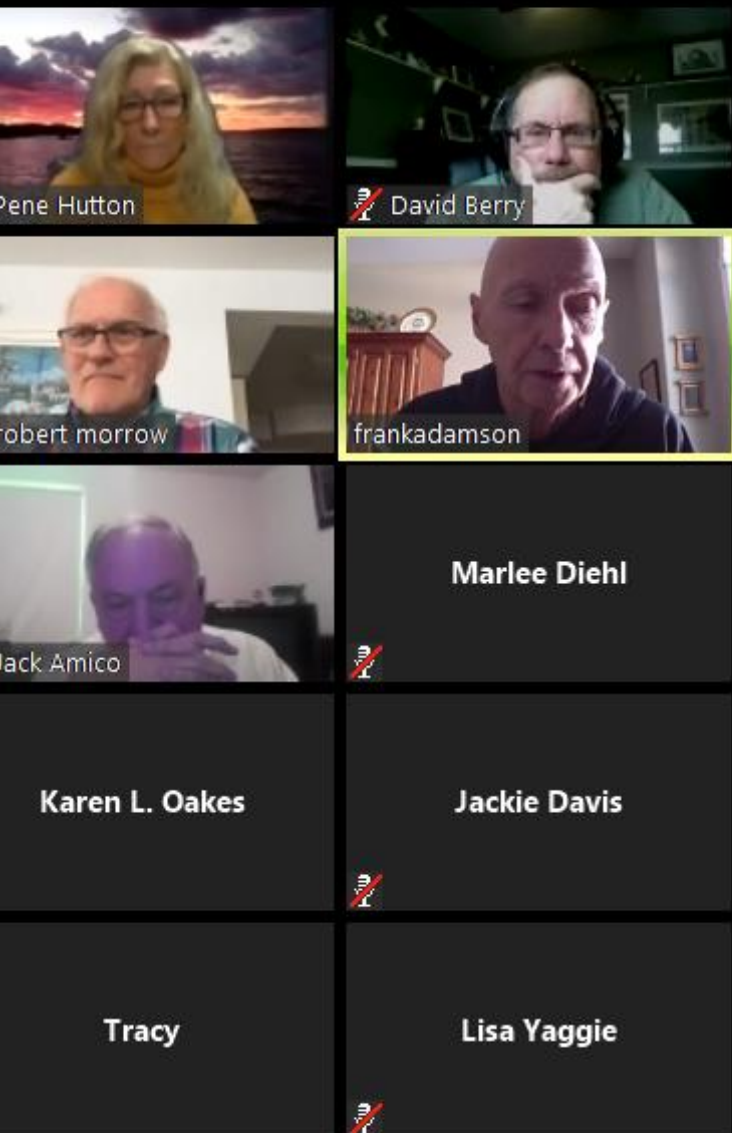 Pene Hutton
David Berry
robert morrow
frankadamson
Jack Amico
Marlee Diehl
Karen L. Oakes
Jackie Davis
Tracy
Lisa Yaggie